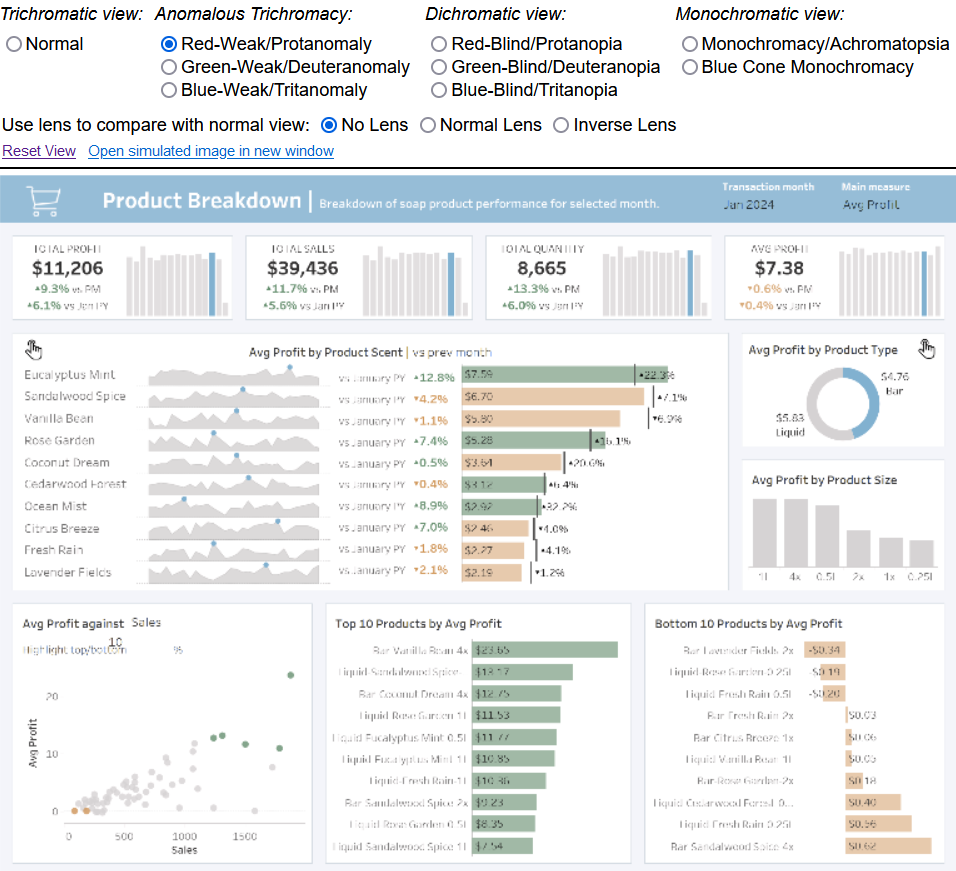 Trichromatic view: Anomalous Trichromacy: Dichromatic view: Monochromatic view:
Normal Red-Weak/Protanomaly Red-Blind/Protanopia Monochromacy/Achromatopsia
Green-Weak/Deuteranomaly Green-Blind/Deuteranopia Blue Cone Monochromacy
Blue-Weak/Tritanomaly Blue-Blind/Tritanopia
Use lens to compare with normal view: No Lens Normal Lens Inverse Lens
Reset View Open simulated image in new window
Product Breakdown | Breakdown of soap product performance for selected month.
Transaction month Main measure
Jan 2024 Avg Profit
TOTAL PROFIT
$11,206
▲9.3% vs PM
▲6.1% vs Jan PY
TOTAL SALES
$39,436
▲11.7% vs PM
▲5.6% vs Jan PY
TOTAL QUANTITY
8,665
▲13.3% vs PM
▲6.0% vs Jan PY
AVG PROFIT
$7.38
▼0.6% vs PM
▼0.4% vs Jan PY
Avg Profit by Product Scent | vs prev month
Eucalyptus Mint vs January PY ▲12.8% $7.59 ▲22.3%
Sandalwood Spice vs January PY ▼4.2% $6.70 ▲7.1%
Vanilla Bean vs January PY ▼1.1% $5.80 ▼6.9%
Rose Garden vs January PY ▲7.4% $5.28 ▲16.1%
Coconut Dream vs January PY ▲0.5% $3.64 ▲20.6%
Cedarwood Forest vs January PY ▼0.4% $3.12 ▲6.4%
Ocean Mist vs January PY ▲8.9% $2.92 ▲32.2%
Citrus Breeze vs January PY ▲7.0% $2.46 ▼4.0%
Fresh Rain vs January PY ▼1.8% $2.27 ▲4.1%
Lavender Fields vs January PY ▼2.1% $2.19 ▼1.2%
Avg Profit by Product Type
$4.76
Bar
$5.83
Liquid
Avg Profit by Product Size
1l 4x 0.5l 2x 1x 0.25l
Avg Profit against Sales
Highlight top/bottom 10 %
20
10
0
Avg Profit
0 500 1000 1500
Sales
Top 10 Products by Avg Profit
Bar Vanilla Bean 4x $23.65
Liquid Sandalwood Spice
Bar Coconut Dream 4x $12.75
Liquid Rose Garden 1l $11.53
Liquid Eucalyptus Mint 0.5l $11.77
Liquid Eucalyptus Mint 1l $10.85
Liquid Fresh Rain 1l $10.36
Bar Sandalwood Spice 2x $9.23
Liquid Rose Garden 0.5l $8.35
Liquid Sandalwood Spice 1l $7.54
Bottom 10 Products by Avg Profit
Bar Lavender Fields 2x -$0.34
Liquid Rose Garden 0.25l -$0.19
Liquid Fresh Rain 0.5l -$0.20
Bar Fresh Rain 2x $0.03
Bar Citrus Breeze 1x $0.06
Liquid Vanilla Bean 1l $0.05
Bar Rose Garden 2x $0.18
Liquid Cedarwood Forest 0... $0.40
Liquid Fresh Rain 0.25l $0.56
Bar Sandalwood Spice 4x $0.62